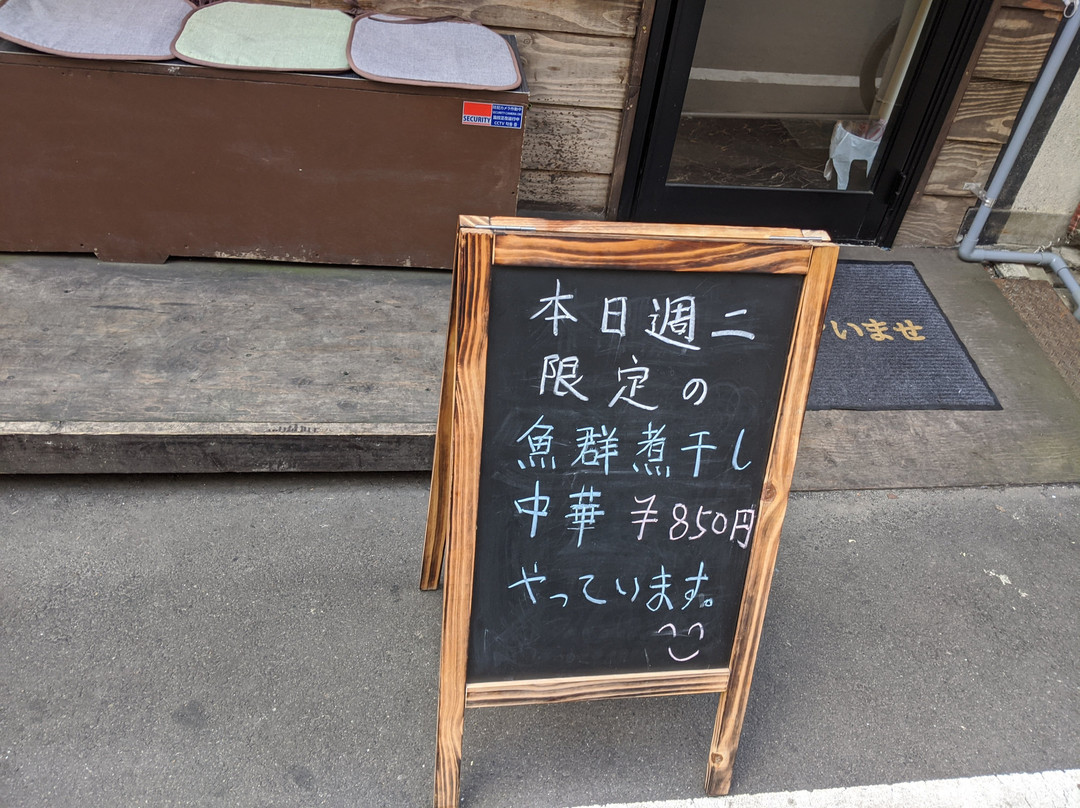 本日週二
限定の
魚群煮干し
中華 ¥850円
やっています。
SECURITY
いませ